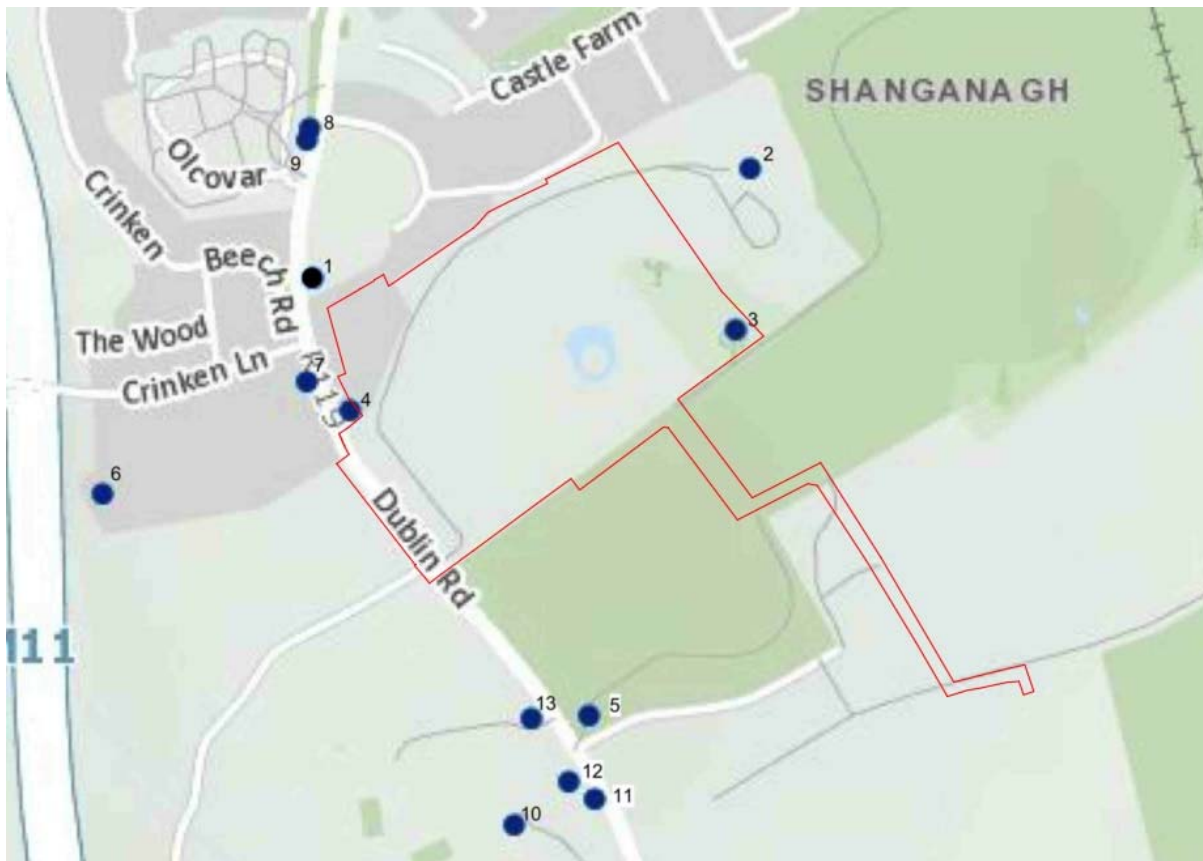 Castle Farm
SHANGANAGH
8
9
2
Olcovar
Crinken
Beech Rd
1
The Wood
3
Crinken Ln
7
R119
4
6
Dublin Rd
M11
13
5
12
11
10